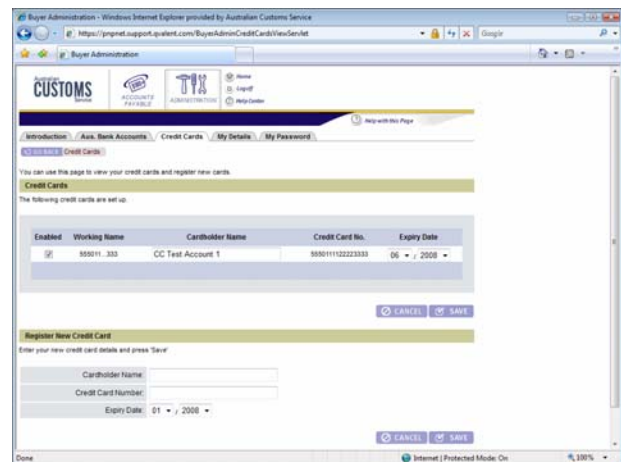 Buyer Administration - Windows Internet Explorer provided by Australian Customs Service
https://pnpnet.support.qvalent.com/BuyerAdminCreditCardsViewServlet
Google
Buyer Administration
Australian
CUSTOMS
Service
ACCOUNTS
PAYABLE
ADMINISTRATION
Home
Logoff
Help Center
Help with this Page
Introduction
Aus. Bank Accounts
Credit Cards
My Details
My Password
GO BACK
Credit Cards
You can use this page to view your credit cards and register new cards.
Credit Cards
The following credit cards are set up.
Enabled Working Name Cardholder Name Credit Card No. Expiry Date
555011...333 CC Test Account 1 5550111122223333 06 / 2008
CANCEL SAVE
Register New Credit Card
Enter your new credit card details and press 'Save'
Cardholder Name:
Credit Card Number:
Expiry Date: 01 / 2008
CANCEL SAVE
Done
Internet | Protected Mode: On
100%